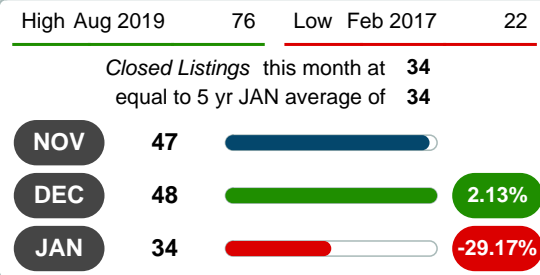 High Aug 2019 76 Low Feb 2017 22
Closed Listings this month at 34
equal to 5 yr JAN average of 34
NOV 47
DEC 48 2.13%
JAN 34 -29.17%